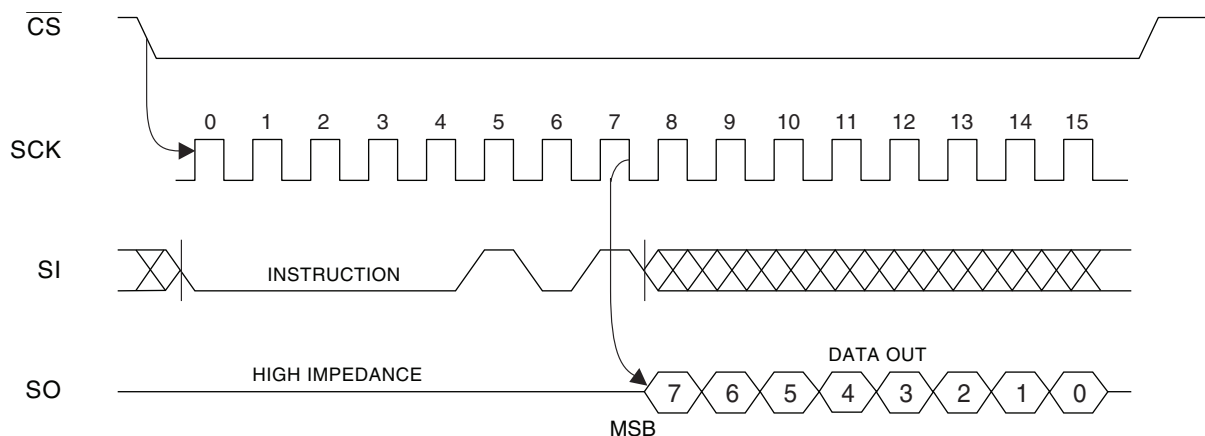 CS
0 1 2 3 4 5 6 7 8 9 10 11 12 13 14 15
SCK
SI INSTRUCTION
DATA OUT
HIGH IMPEDANCE
SO 7 6 5 4 3 2 1 0
MSB